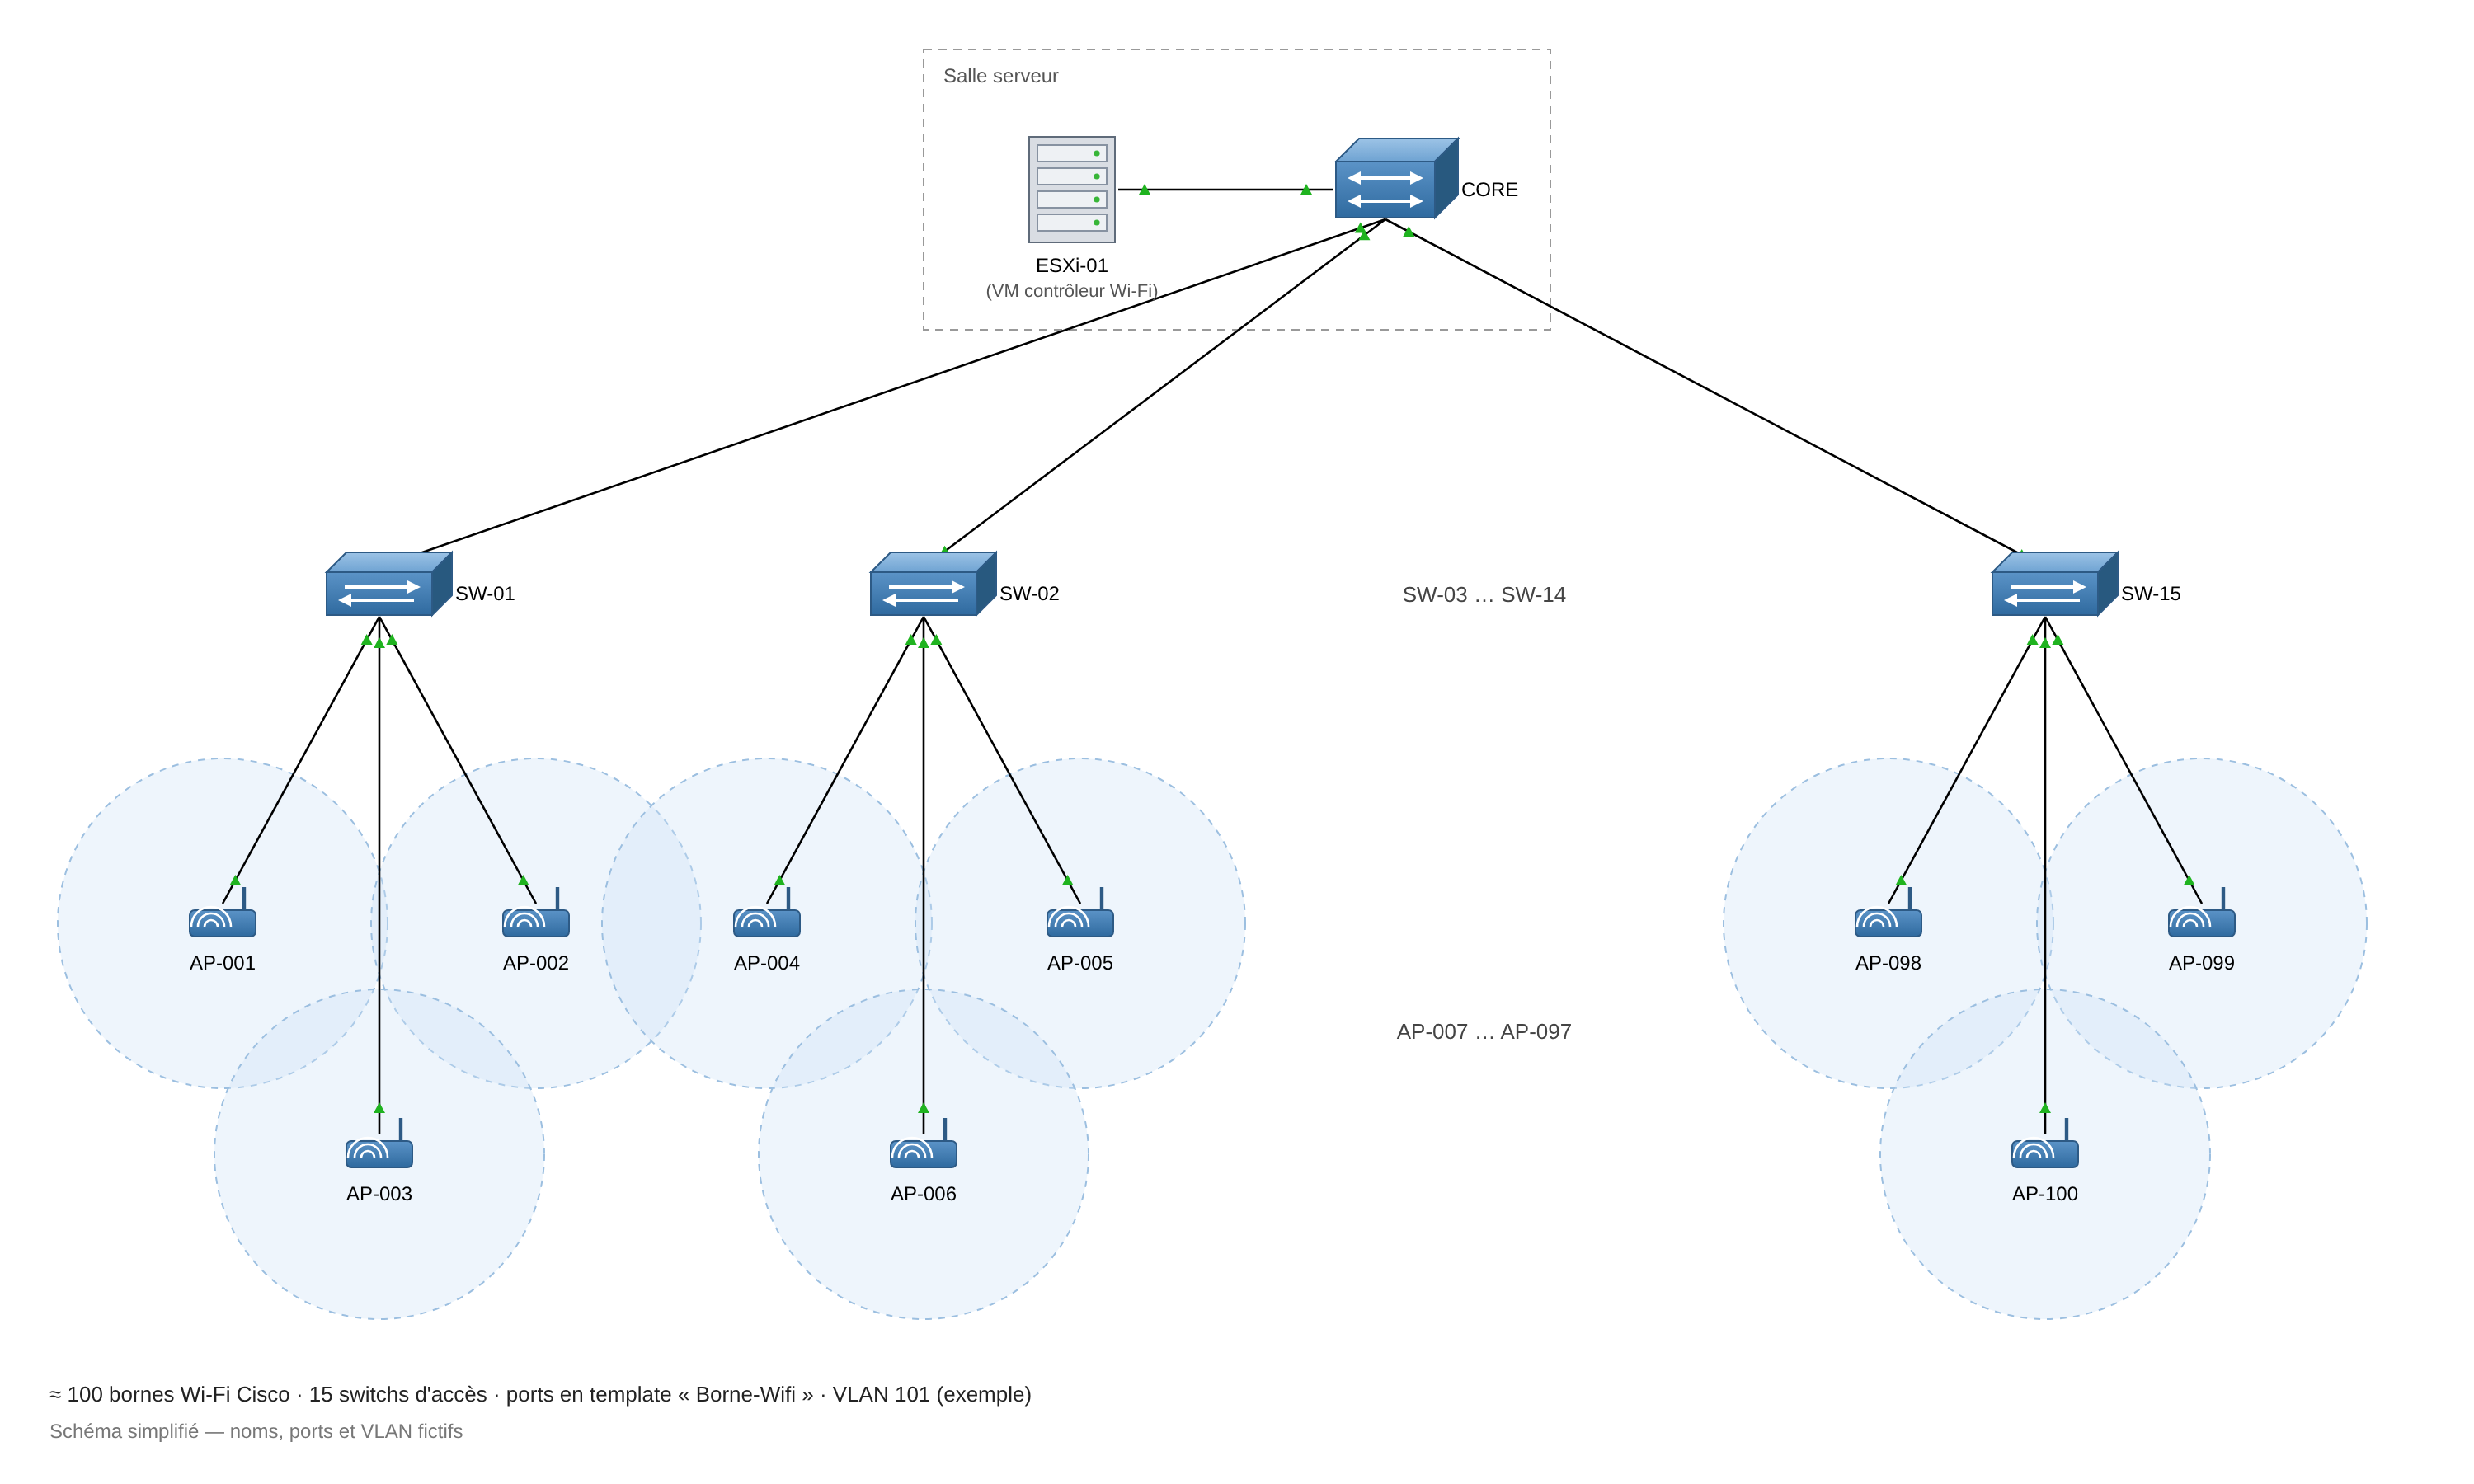 Salle serveur
CORE
ESXi-01
(VM contrôleur Wi-Fi)
SW-01
SW-02
SW-03 … SW-14
SW-15
AP-001
AP-002
AP-004
AP-005
AP-098
AP-099
AP-007 … AP-097
AP-003
AP-006
AP-100
≈ 100 bornes Wi-Fi Cisco · 15 switchs d'accès · ports en template « Borne-Wifi » · VLAN 101 (exemple)
Schéma simplifié — noms, ports et VLAN fictifs